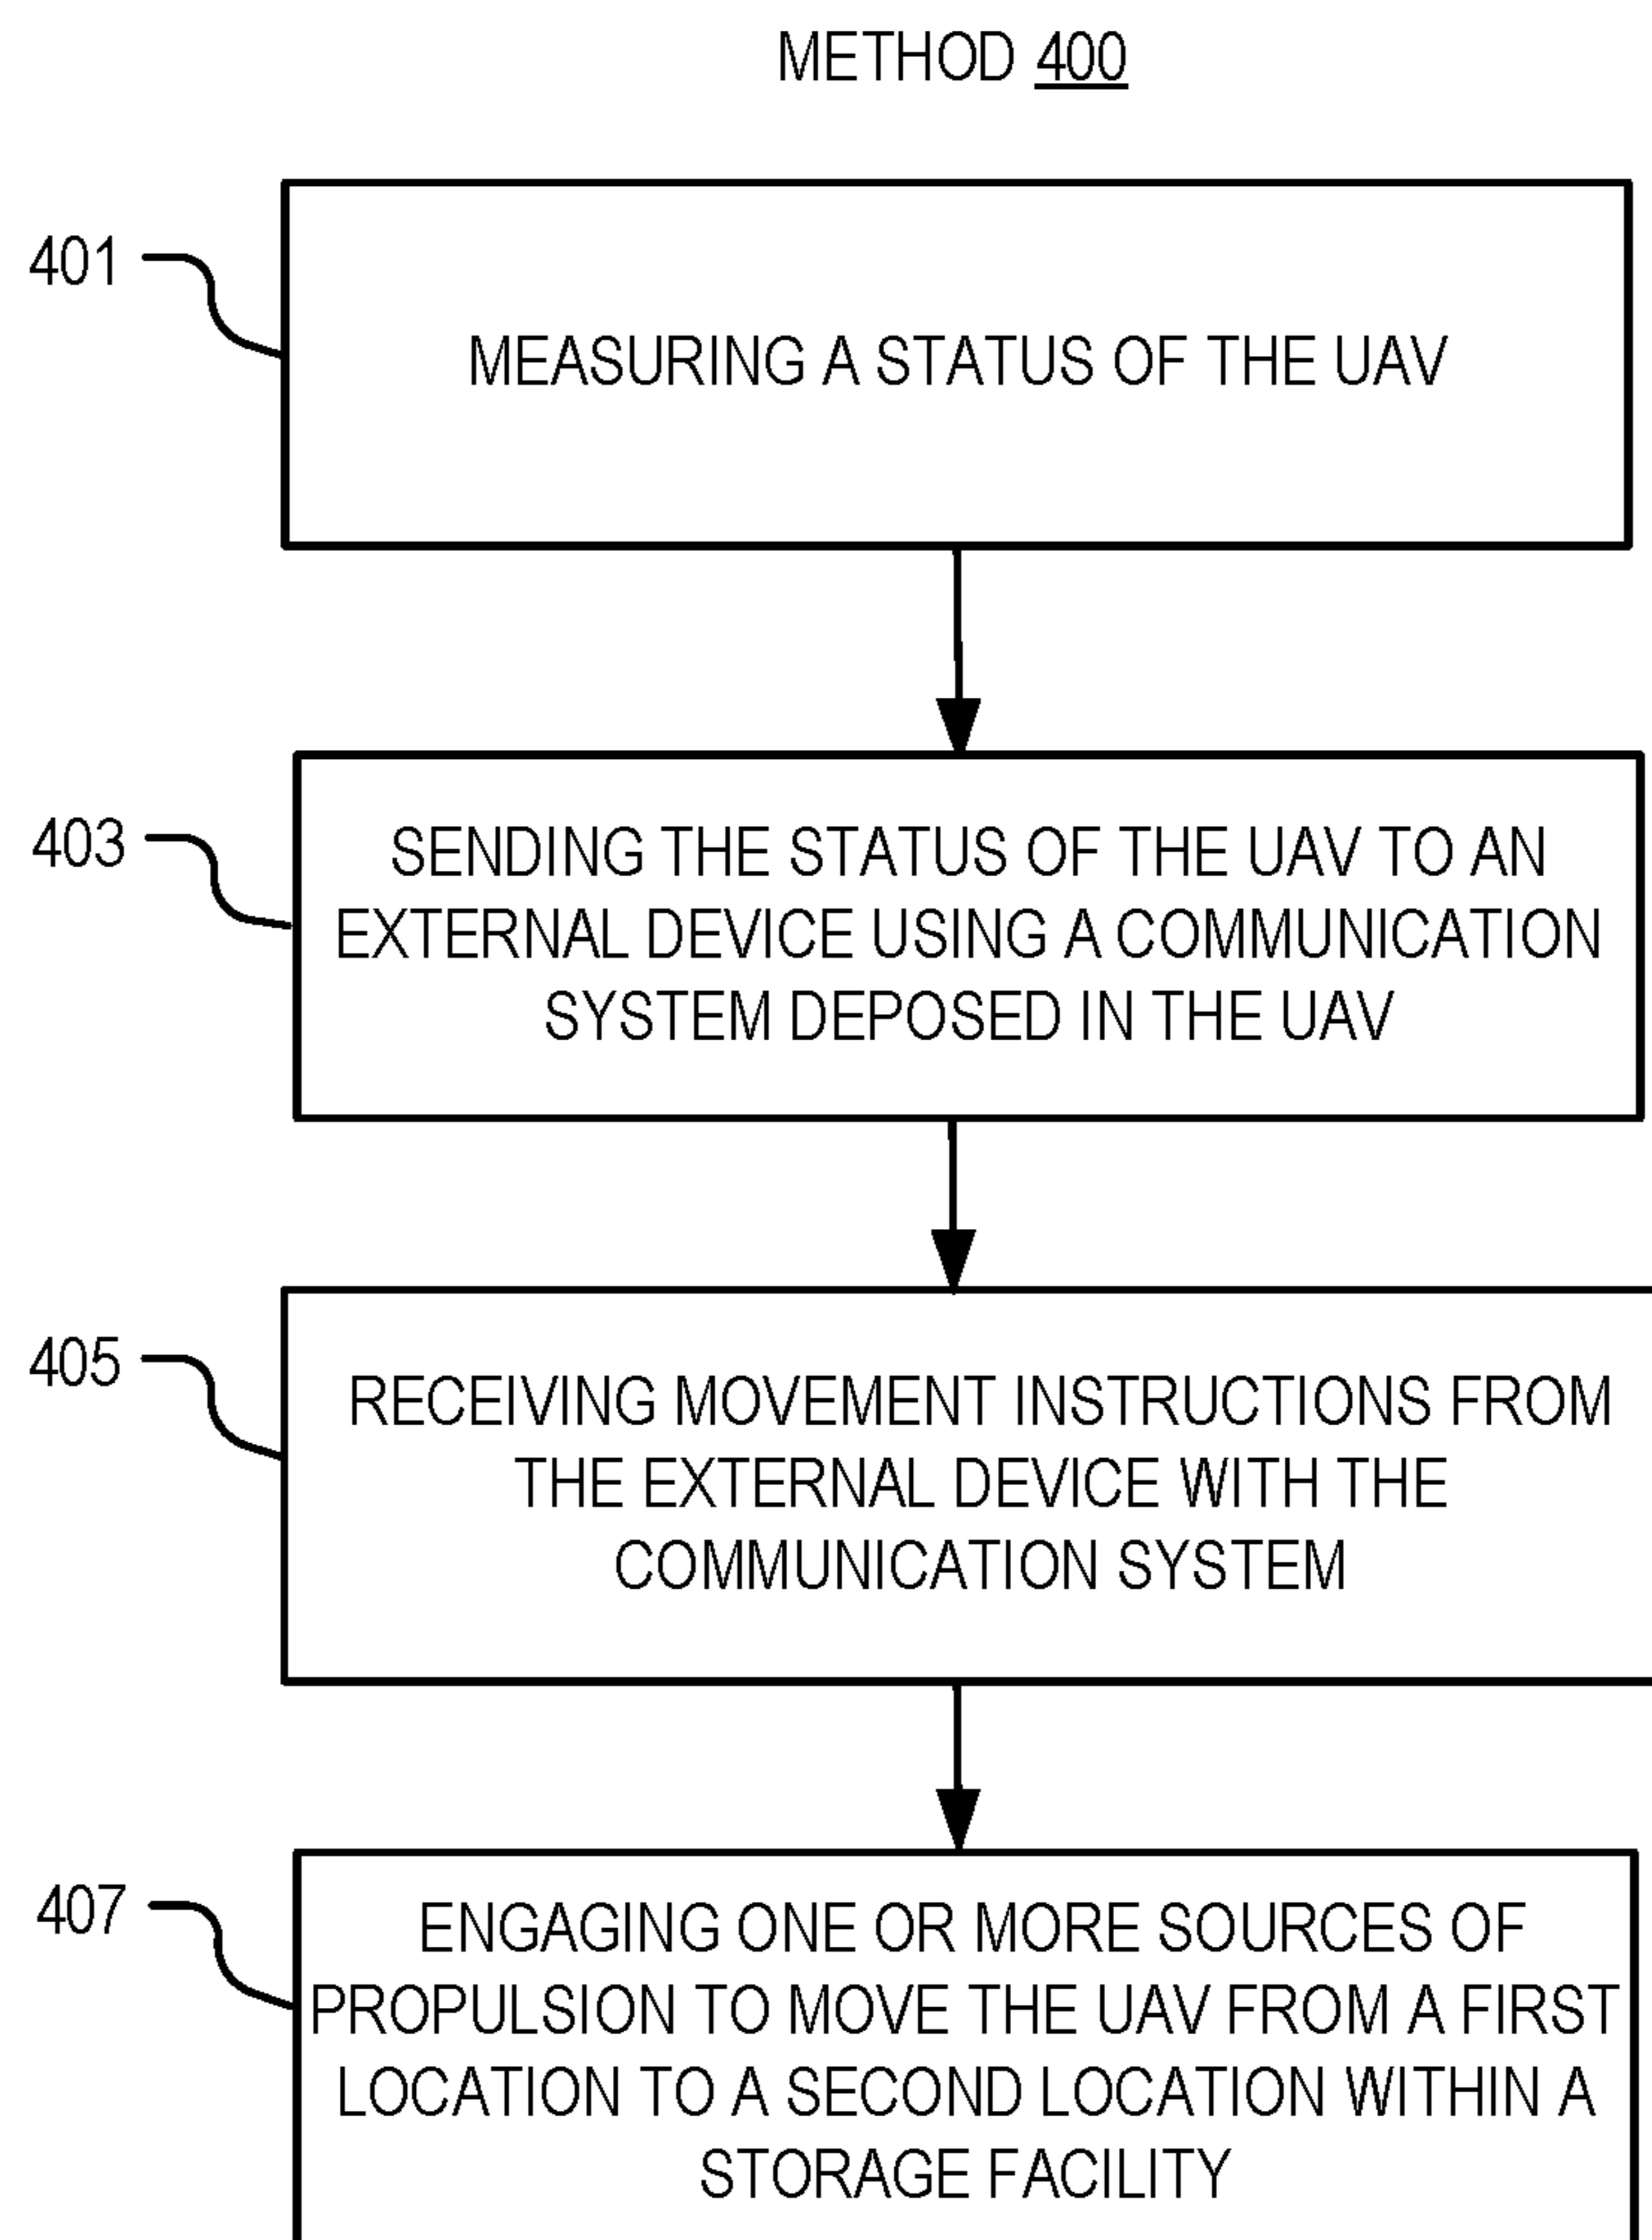 METHOD 400
401
MEASURING A STATUS OF THE UAV
403
SENDING THE STATUS OF THE UAV TO AN
EXTERNAL DEVICE USING A COMMUNICATION
SYSTEM DEPOSED IN THE UAV
405
RECEIVING MOVEMENT INSTRUCTIONS FROM
THE EXTERNAL DEVICE WITH THE
COMMUNICATION SYSTEM
407
ENGAGING ONE OR MORE SOURCES OF
PROPULSION TO MOVE THE UAV FROM A FIRST
LOCATION TO A SECOND LOCATION WITHIN A
STORAGE FACILITY